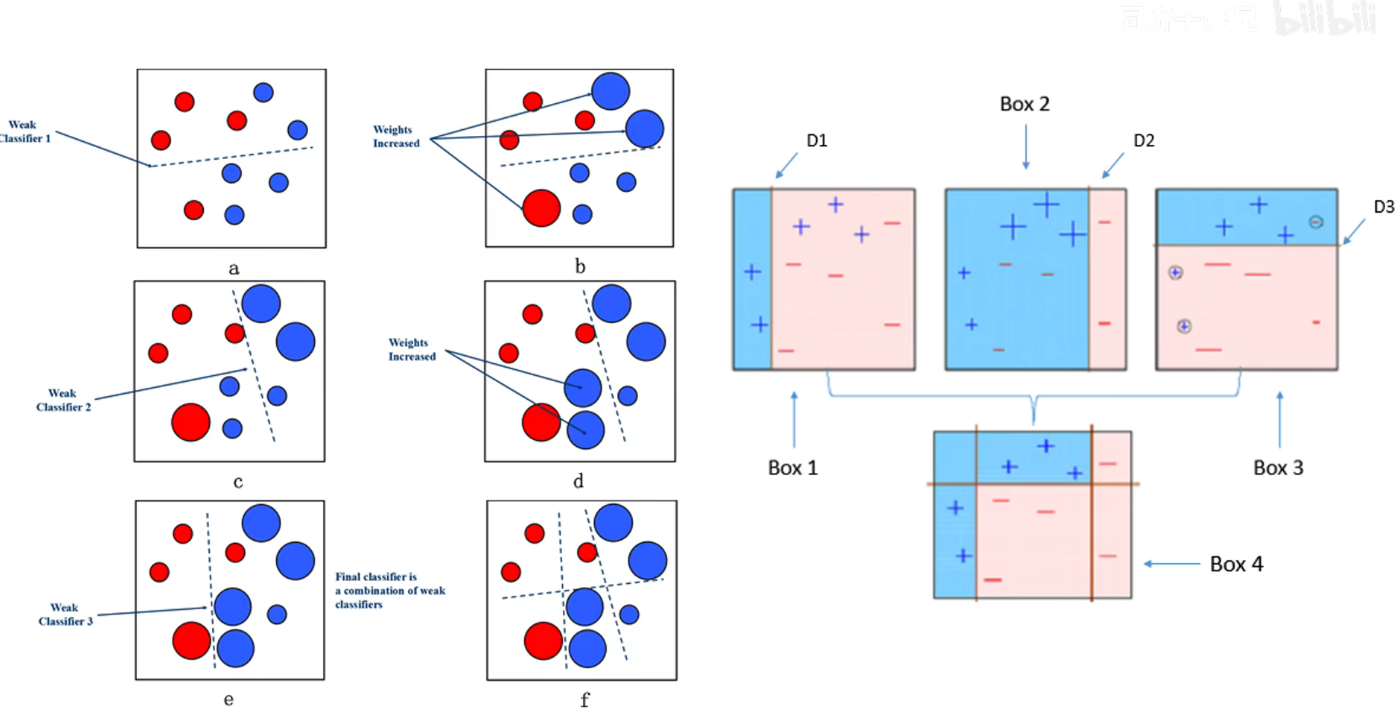 bilibili
Weak
Classifier 1
a
Weights
Increased
b
Weak
Classifier 2
c
Weights
Increased
d
Weak
Classifier 3
e
Final classifier is
a combination of weak
classifiers
f
D1
Box 2
D2
D3
Box 1
Box 3
Box 4